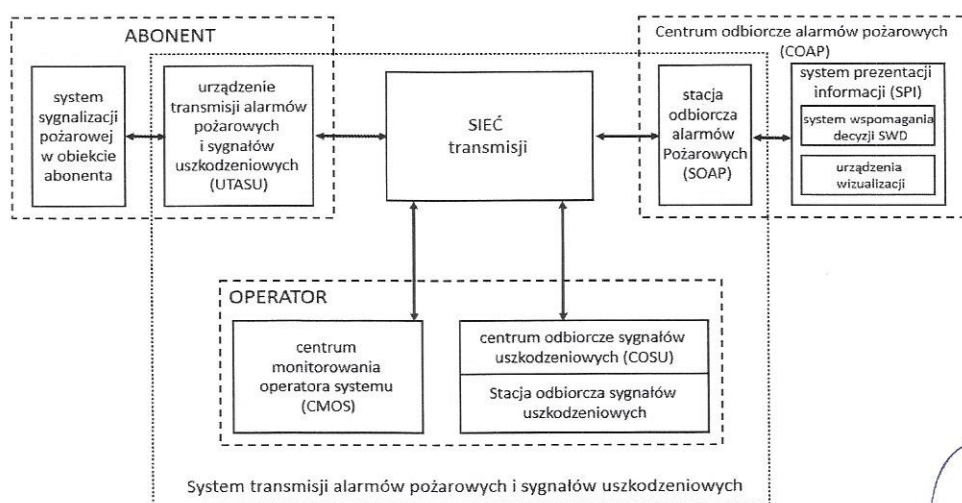 ABONENT
system
sygnalizacji
pożarowej
w obiekcie
abonenta
urządzenie
transmisji alarmów
pożarowych
i sygnałów
uszkodzeniowych
(UTASU)
SIEĆ
transmisji
Centrum odbiorcze alarmów pożarowych
(COAP)
stacja
odbiorcza
alarmów
Pożarowych
(SOAP)
system prezentacji
informacji (SPI)
system wspomagania
decyzji SWD
urządzenia
wizualizacji
OPERATOR
centrum
monitorowania
operatora systemu
(CMOS)
centrum odbiorcze sygnałów
uszkodzeniowych (COSU)
Stacja odbiorcza sygnałów
uszkodzeniowych
System transmisji alarmów pożarowych i sygnałów uszkodzeniowych